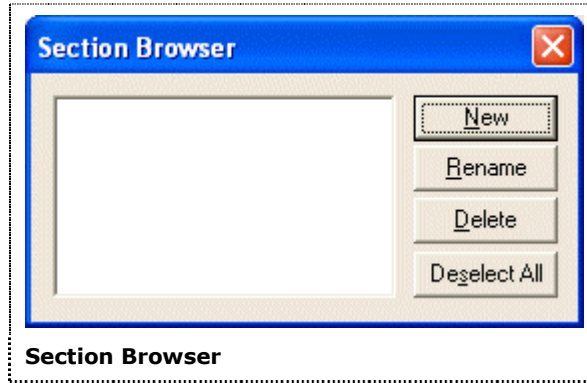 Section Browser
New
Rename
Delete
Deselect All
Section Browser